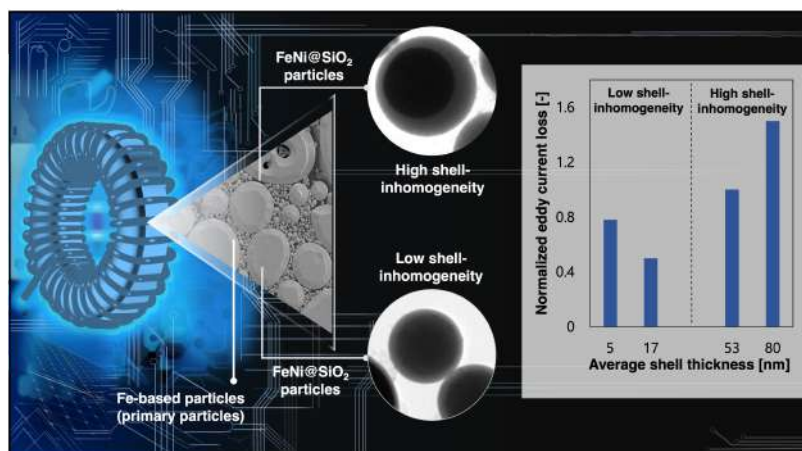 FeNi@SiO₂
particles
High shell-
inhomogeneity
Low shell-
inhomogeneity
FeNi@SiO₂
particles
Fe-based particles
(primary particles)
Normalized eddy current loss [-]
Low shell-
inhomogeneity
High shell-
inhomogeneity
1.6
1.2
0.8
0.4
0
5 17 53 80
Average shell thickness [nm]